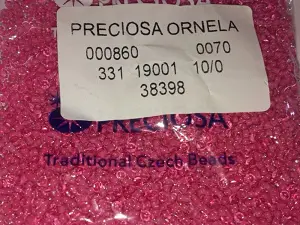 PRECIOSA ORNELA
000860 0070
331 19001 10/0
38398
PRECIOSA
Traditional Czech Beads